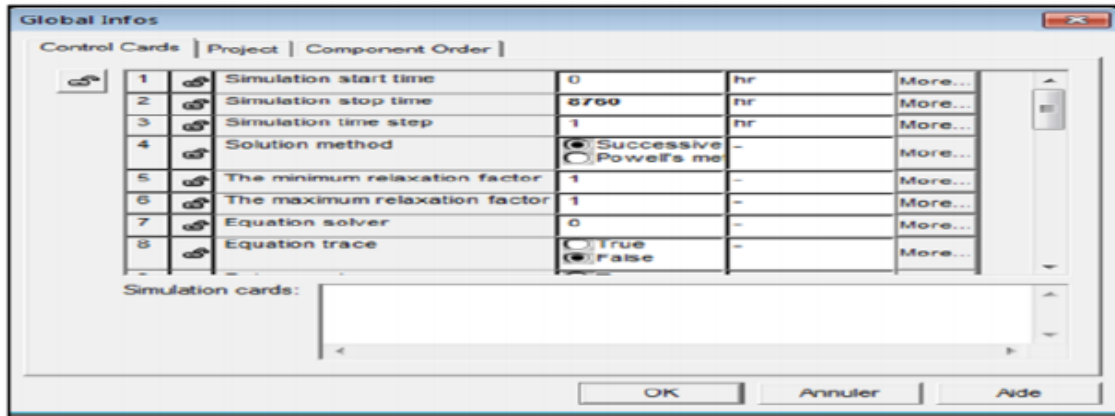 Global Infos
Control Cards | Project | Component Order
1 Simulation start time 0 hr More...
2 Simulation stop time 8760 hr More...
3 Simulation time step 1 hr More...
4 Solution method Successive - More...
Powell's me
5 The minimum relaxation factor 1 - More...
6 The maximum relaxation factor 1 - More...
7 Equation solver 0 - More...
8 Equation trace True - More...
False
Simulation cards:
OK Annuler Aide